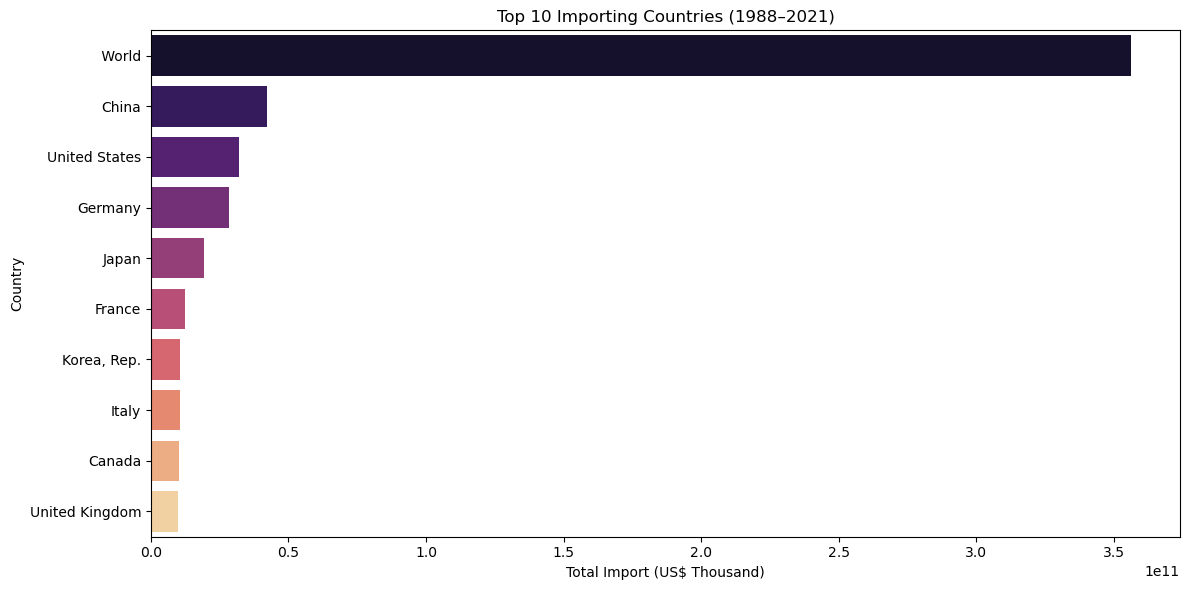 Top 10 Importing Countries (1988–2021)
World
China
United States
Germany
Japan
France
Korea, Rep.
Italy
Canada
United Kingdom
Country
0.0 0.5 1.0 1.5 2.0 2.5 3.0 3.5
1e11
Total Import (US$ Thousand)